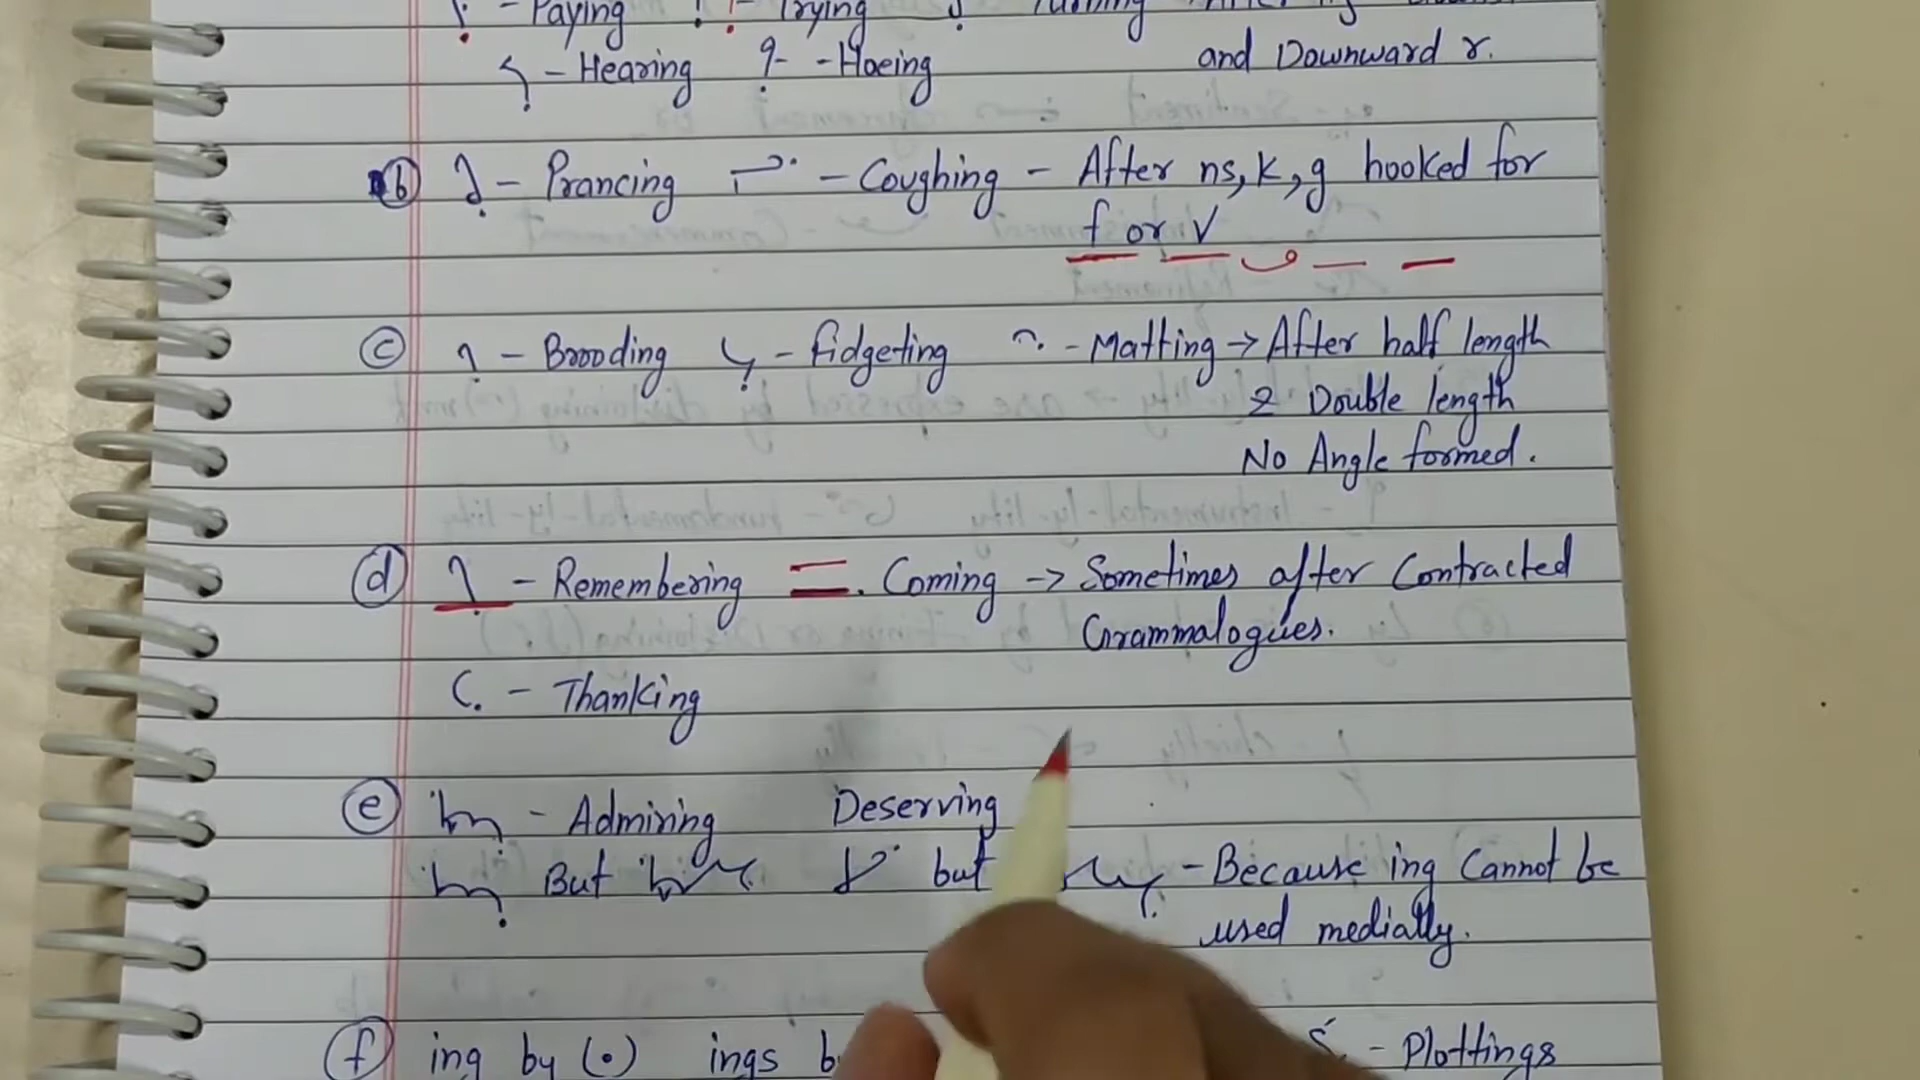 - Paying - Trying
- Hearing - Hoeing and Downward r.
b - Prancing - Coughing - After ns, k, g hooked for
f or V
c - Brooding - fidgeting - Matting → After half length
& Double length
No Angle formed.
d - Remembering Coming → Sometimes after Contracted
Grammalogues.
- Thanking
e - Admiring Deserving
But but - Because ing Cannot be
used medially.
f ing by (•) ings - Plottings